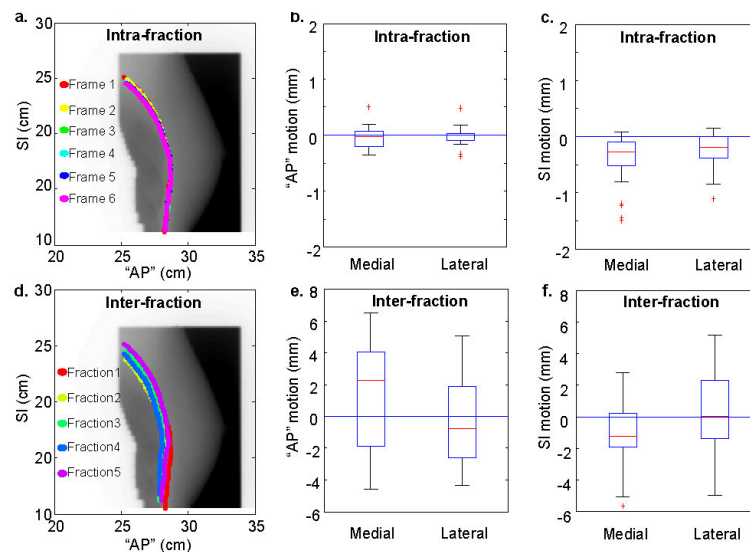 a.
Intra-fraction
30
25
20
20
10
SI (cm)
Frame 1
Frame 2
Frame 3
Frame 4
Frame 5
Frame 6
20 25 30 35
"AP" (cm)
b.
Intra-fraction
2
1
0
-1
-2
"AP" motion (mm)
Medial Lateral
c.
Intra-fraction
2
1
0
-1
2
SI motion (mm)
Medial Lateral
d.
Inter-fraction
30
25
20
20
10
SI (cm)
Fraction1
Fraction2
Fraction3
Fraction4
Fraction5
20 25 30 35
"AP" (cm)
e.
Inter-fraction
8
6
4
2
0
-2
-4
-6
"AP" motion (mm)
Medial Lateral
f.
Inter-fraction
8
6
4
2
0
-2
-4
-6
SI motion (mm)
Medial Lateral